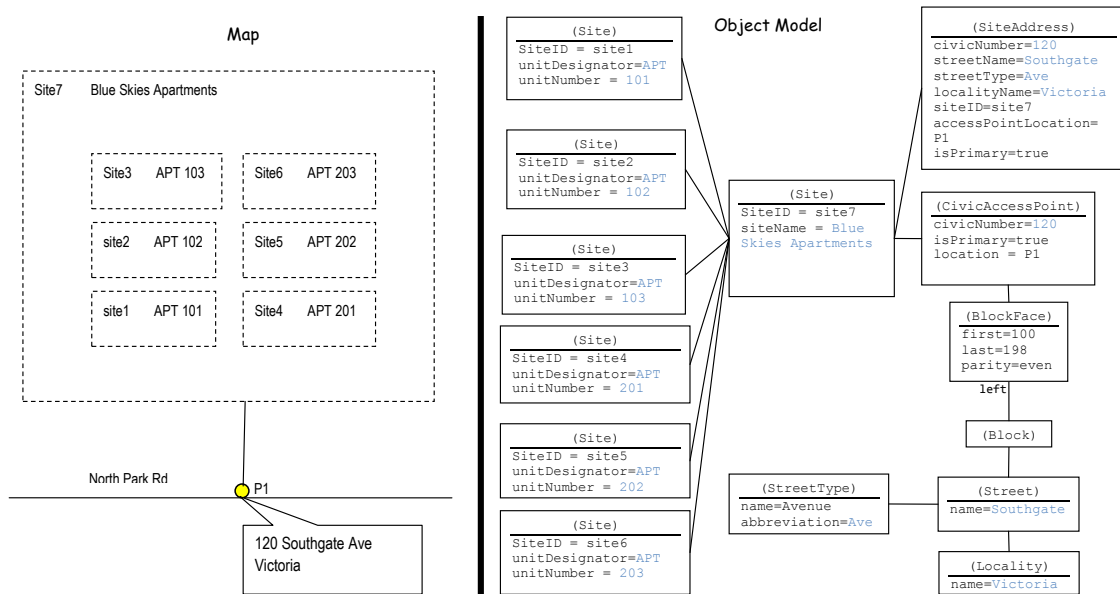 Map
Site7 Blue Skies Apartments
Site3 APT 103
Site6 APT 203
site2 APT 102
Site5 APT 202
site1 APT 101
Site4 APT 201
North Park Rd
P1
120 Southgate Ave
Victoria
Object Model
(Site)
SiteID = site1
unitDesignator=APT
unitNumber = 101
(Site)
SiteID = site2
unitDesignator=APT
unitNumber = 102
(Site)
SiteID = site3
unitDesignator=APT
unitNumber = 103
(Site)
SiteID = site4
unitDesignator=APT
unitNumber = 201
(Site)
SiteID = site5
unitDesignator=APT
unitNumber = 202
(Site)
SiteID = site6
unitDesignator=APT
unitNumber = 203
(Site)
SiteID = site7
siteName = Blue
Skies Apartments
(SiteAddress)
civicNumber=120
streetName=Southgate
streetType=Ave
localityName=Victoria
siteID=site7
accessPointLocation=
P1
isPrimary=true
(CivicAccessPoint)
civicNumber=120
isPrimary=true
location = P1
(BlockFace)
first=100
last=198
parity=even
left
(Block)
(StreetType)
name=Avenue
abbreviation=Ave
(Street)
name=Southgate
(Locality)
name=Victoria